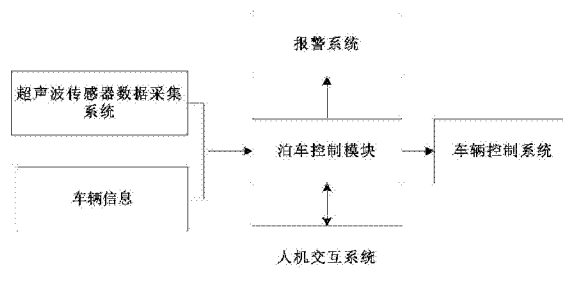 报警系统
超声波传感器数据采集
系统
泊车控制模块
车辆控制系统
车辆信息
人机交互系统